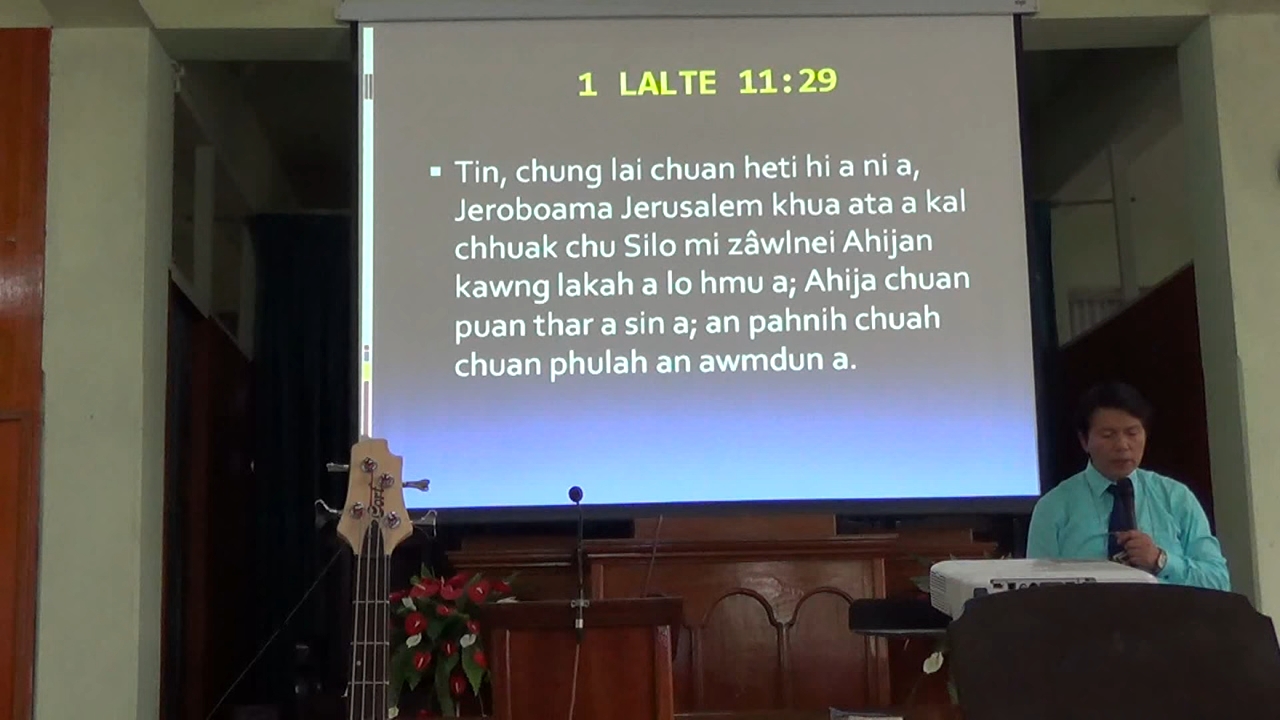 1 LALTE 11:29
▪ Tin, chung lai chuan heti hi a ni a,
Jeroboama Jerusalem khua ata a kal
chhuak chu Silo mi zâwlnei Ahijan
kawng lakah a lo hmu a; Ahija chuan
puan thar a sin a; an pahnih chuah
chuan phulah an awmdun a.
Cort